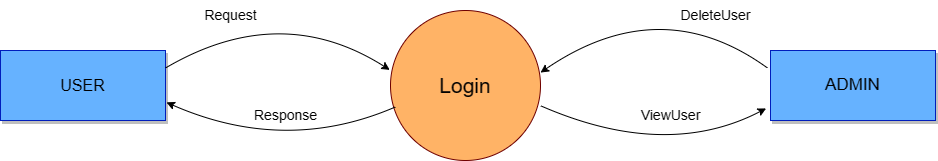 Request
DeleteUser
USER
Login
ADMIN
Response
ViewUser